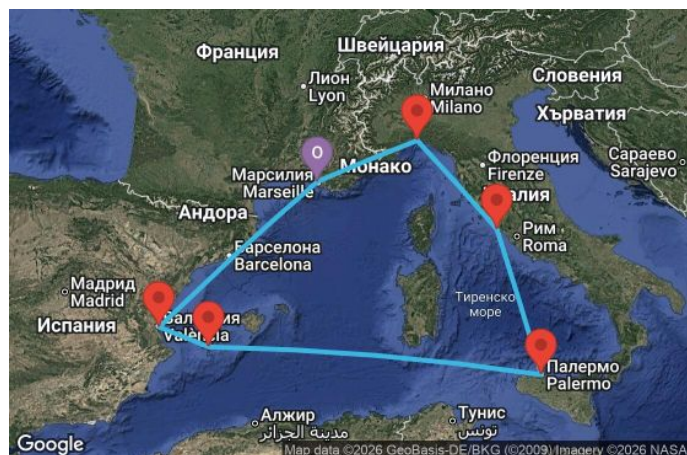 Франция
Швейцария
Лион
Lyon
Милано
Milano
Словения
Хърватия
Марсилия
Marseille
O
Монако
Флоренция
Firenze
Сараево
Sarajevo
Андора
Рим
Roma
Барселона
Barcelona
Мадрид
Madrid
Испания
València
Тиренско
море
Палермо
Palermo
Алжир
مدينة الجزائر
Тунис
تونس
Google
Map data ©2026 GeoBasis-DE/BKG (©2009) Imagery ©2026 NASA